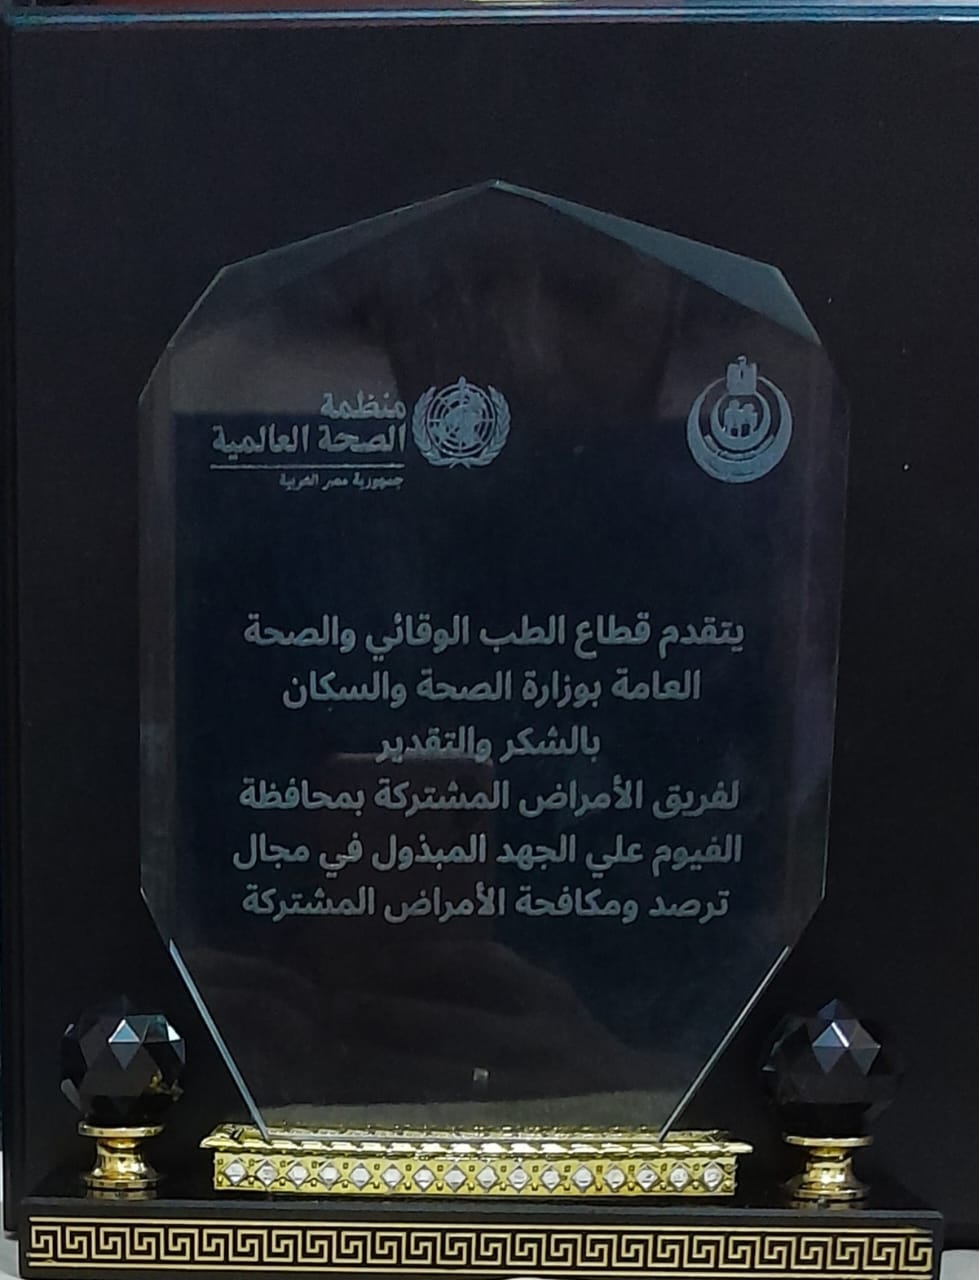 منظمة
الصحة العالمية
جمهورية مصر العربية
يتقدم قطاع الطب الوقائي والصحة
العامة بوزارة الصحة والسكان
بالشكر والتقدير
لفريق الأمراض المشتركة بمحافظة
الفيوم علي الجهد المبذول في مجال
ترصد ومكافحة الأمراض المشتركة